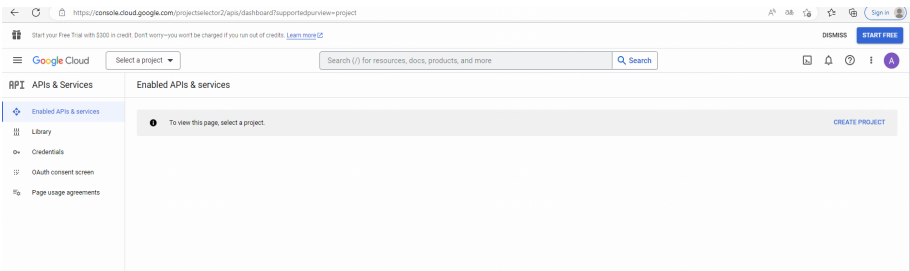 https://console.cloud.google.com/projectselector2/apis/dashboard?supportedpurview=project
Sign in
Start your Free Trial with $300 in credit. Don't worry—you won't be charged if you run out of credits. Learn more
DISMISS
START FREE
Google Cloud
Select a project
Search (/) for resources, docs, products, and more
Search
A
API APIs & Services
Enabled APIs & services
Enabled APIs & services
Library
Credentials
OAuth consent screen
Page usage agreements
To view this page, select a project.
CREATE PROJECT